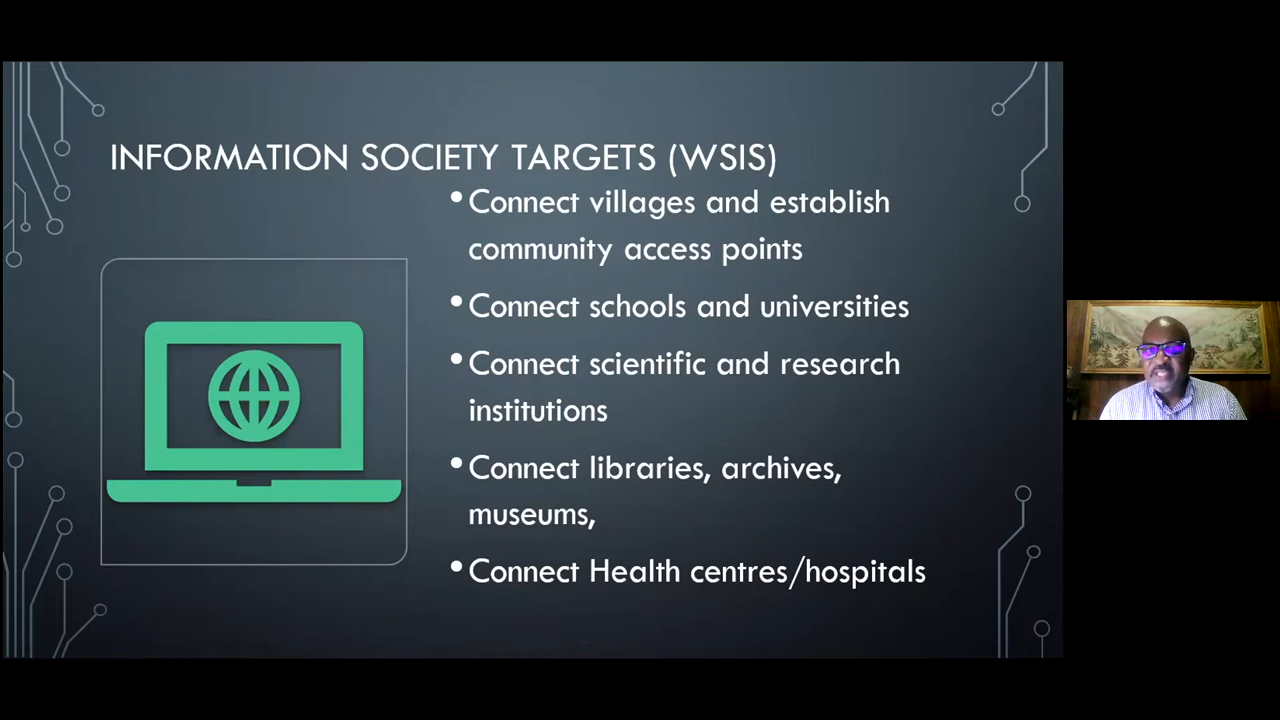 INFORMATION SOCIETY TARGETS (WSIS)
• Connect villages and establish
community access points
• Connect schools and universities
• Connect scientific and research
institutions
• Connect libraries, archives,
museums,
• Connect Health centres/hospitals